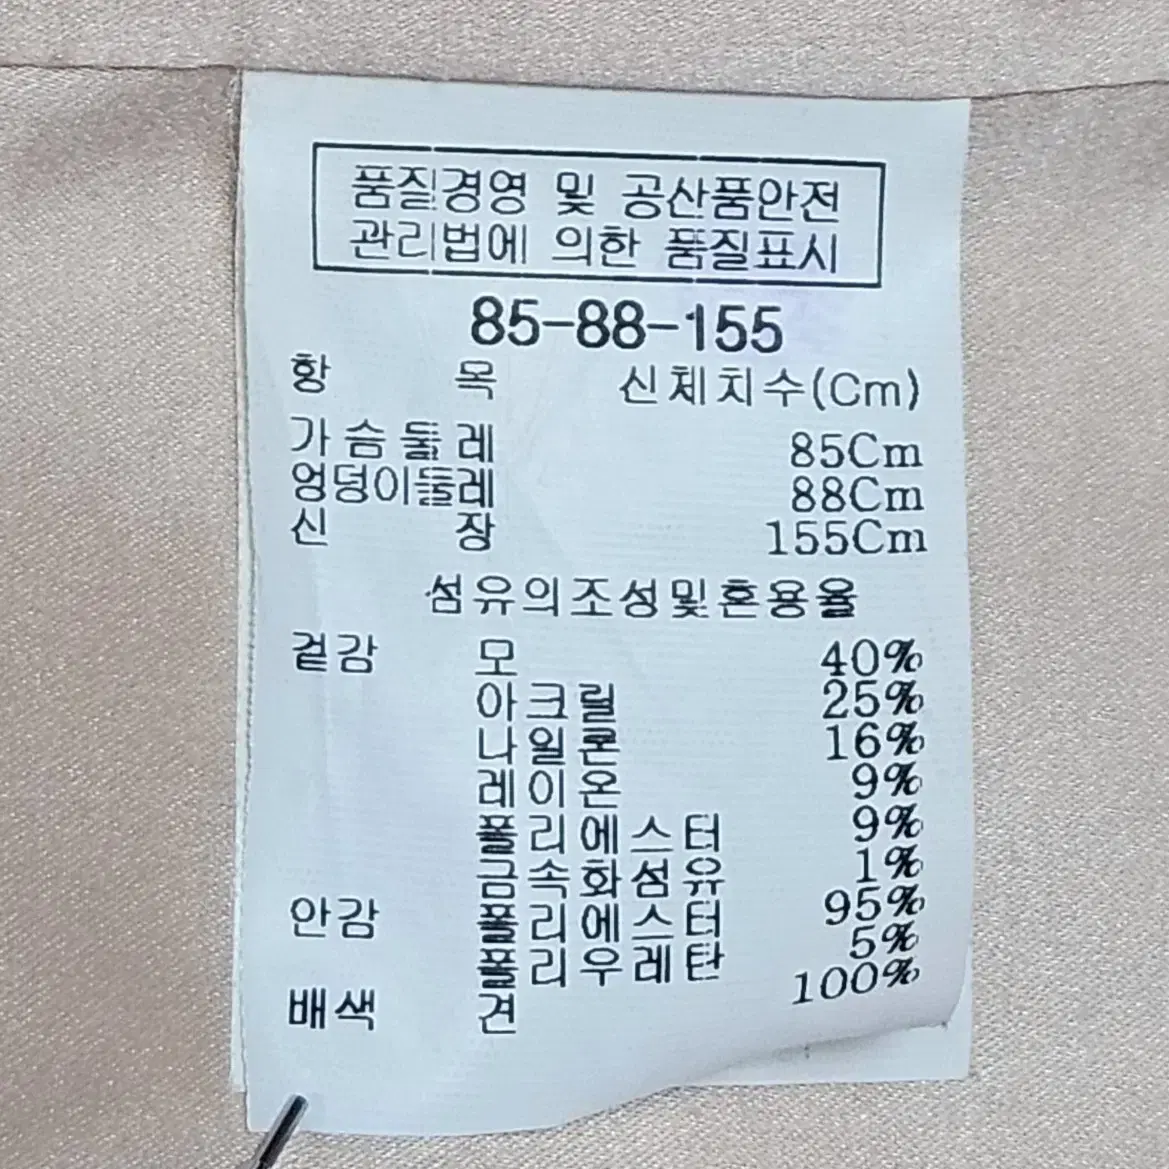 품질경영 및 공산품안전
관리법에 의한 품질표시
85-88-155
항 목 신체치수(Cm)
가슴둘레 85Cm
엉덩이둘레 88Cm
신 장 155Cm
섬유의조성및혼용율
겉감 모 40%
아크릴 25%
나일론 16%
레이온 9%
폴리에스터 9%
금속화섬유 1%
안감 폴리에스터 95%
폴리우레탄 5%
배색 견 100%